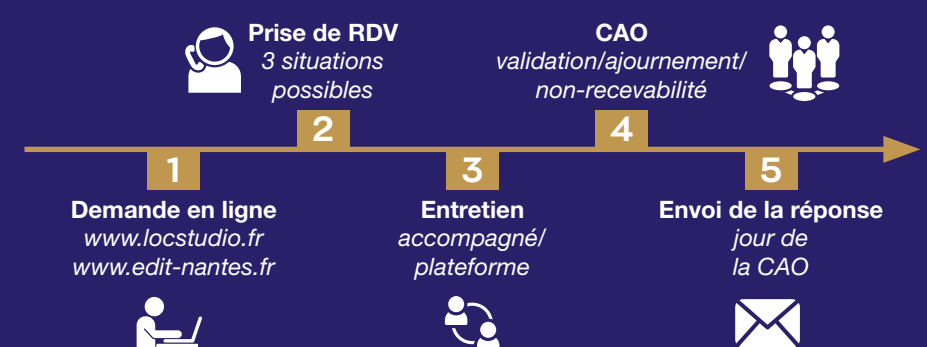 1
Demande en ligne
www.locstudio.fr
www.edit-nantes.fr
Prise de RDV
3 situations
possibles
2
3
Entretien
accompagné/
plateforme
CAO
validation/ajournement/
non-recevabilité
4
5
Envoi de la réponse
jour de
la CAO